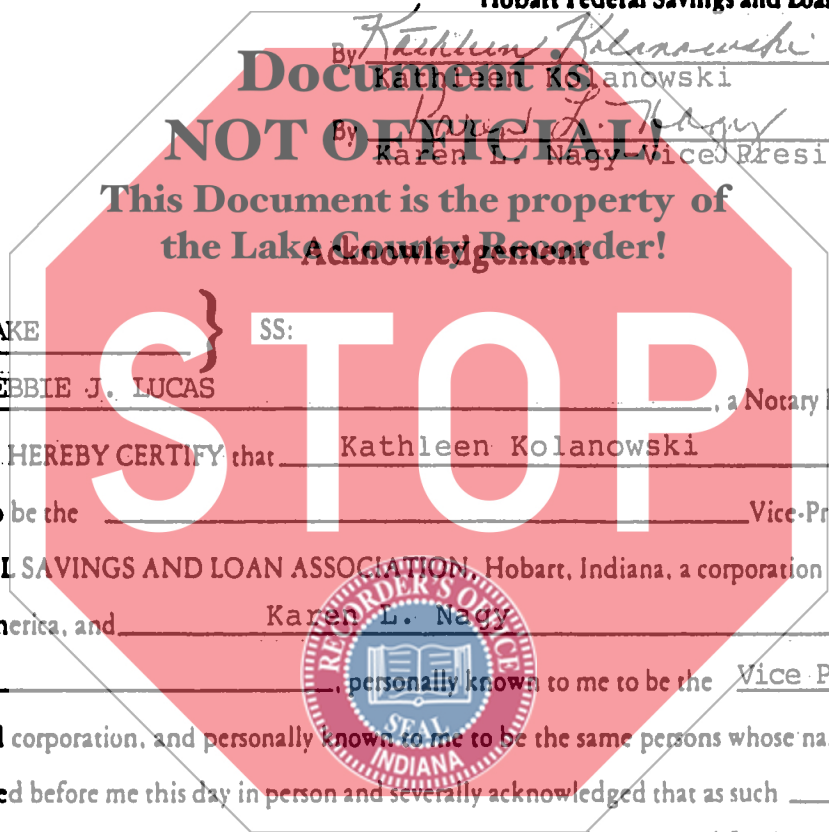 Hobart Federal Savings and Loan
By Kathleen Kolanowski
Document is
Kathleen Kolanowski
By Karen L. Nagy
NOT OFFICIAL!
Karen L. Nagy-Vice Presi
This Document is the property of
the Lake County Recorder!
Acknowledgement
AKE } SS:
STOP
EBBIE J. LUCAS, a Notary
HEREBY CERTIFY that Kathleen Kolanowski
be the Vice-Pr
L SAVINGS AND LOAN ASSOCIATION, Hobart, Indiana, a corporation
nerica, and Karen L. Nagy
, personally known to me to be the Vice P
RECORDER'S OFFICE
SEAL
INDIANA
corporation, and personally known to me to be the same persons whose na
ed before me this day in person and severally acknowledged that as such